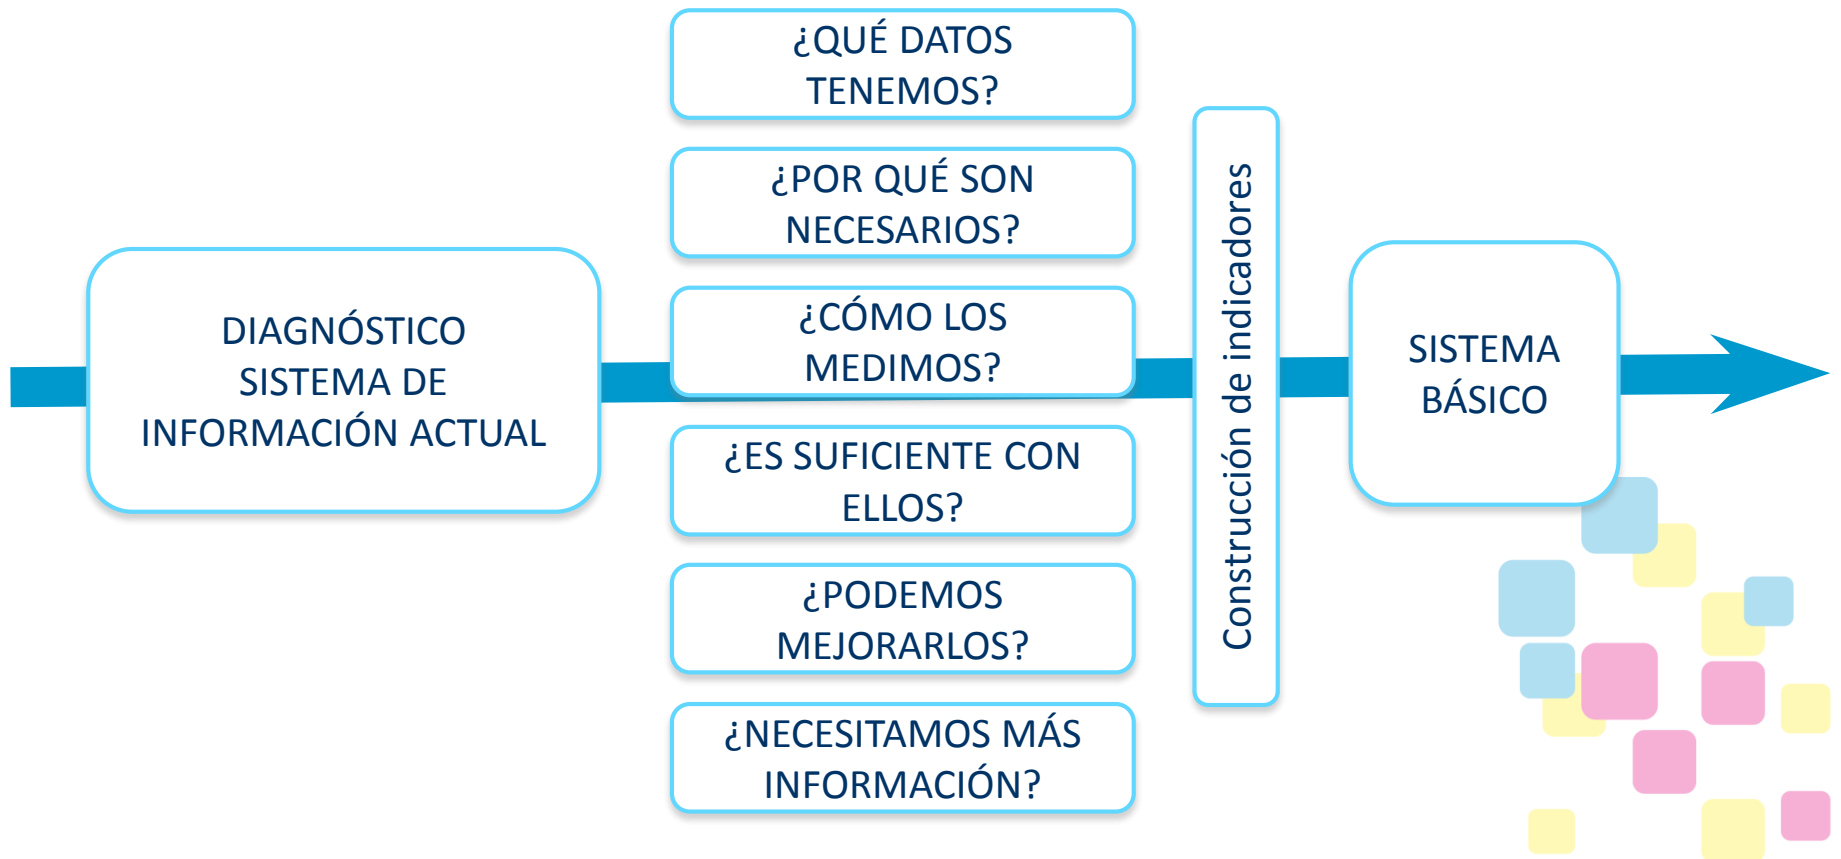 DIAGNÓSTICO
SISTEMA DE
INFORMACIÓN ACTUAL
¿QUÉ DATOS
TENEMOS?
¿POR QUÉ SON
NECESARIOS?
¿CÓMO LOS
MEDIMOS?
¿ES SUFICIENTE CON
ELLOS?
¿PODEMOS
MEJORARLOS?
¿NECESITAMOS MÁS
INFORMACIÓN?
Construcción de indicadores
SISTEMA
BÁSICO